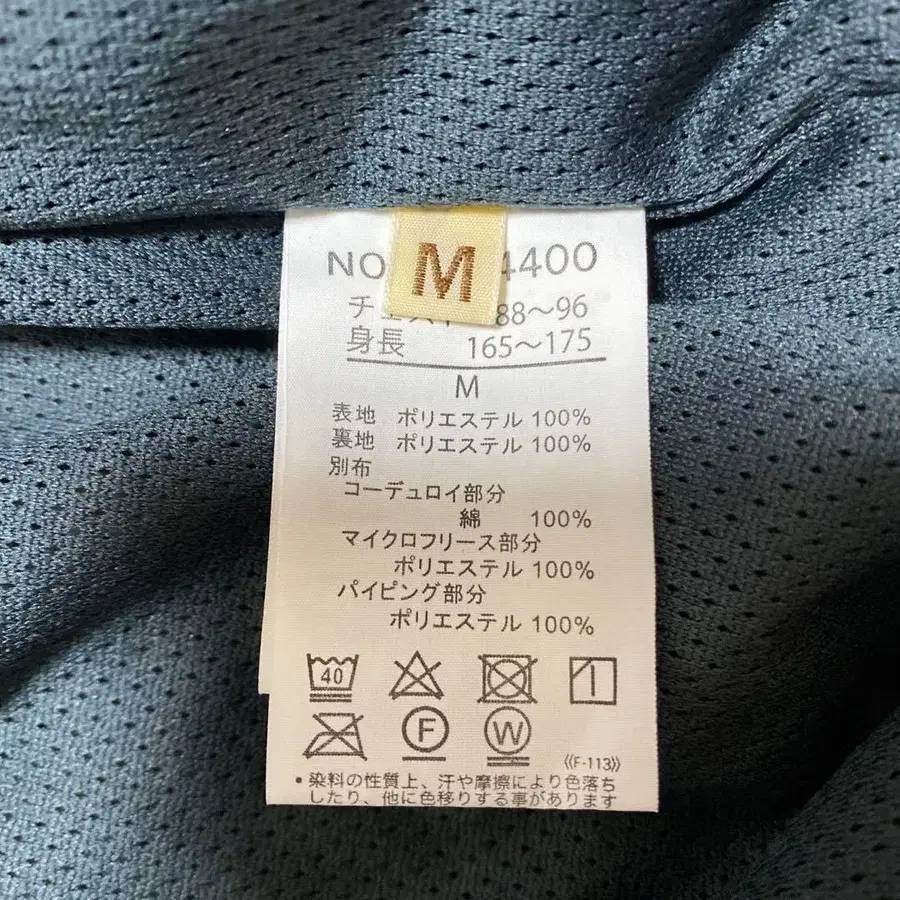 M
NO 4400
88～96
身長 165～175
M
表地 ポリエステル 100%
裏地 ポリエステル 100%
別布
コーデュロイ部分
綿 100%
マイクロフリース部分
ポリエステル 100%
パイピング部分
ポリエステル 100%
40
F W
《F-113》
・染料の性質上、汗や摩擦により色落ち
したり、他に色移りする事があります